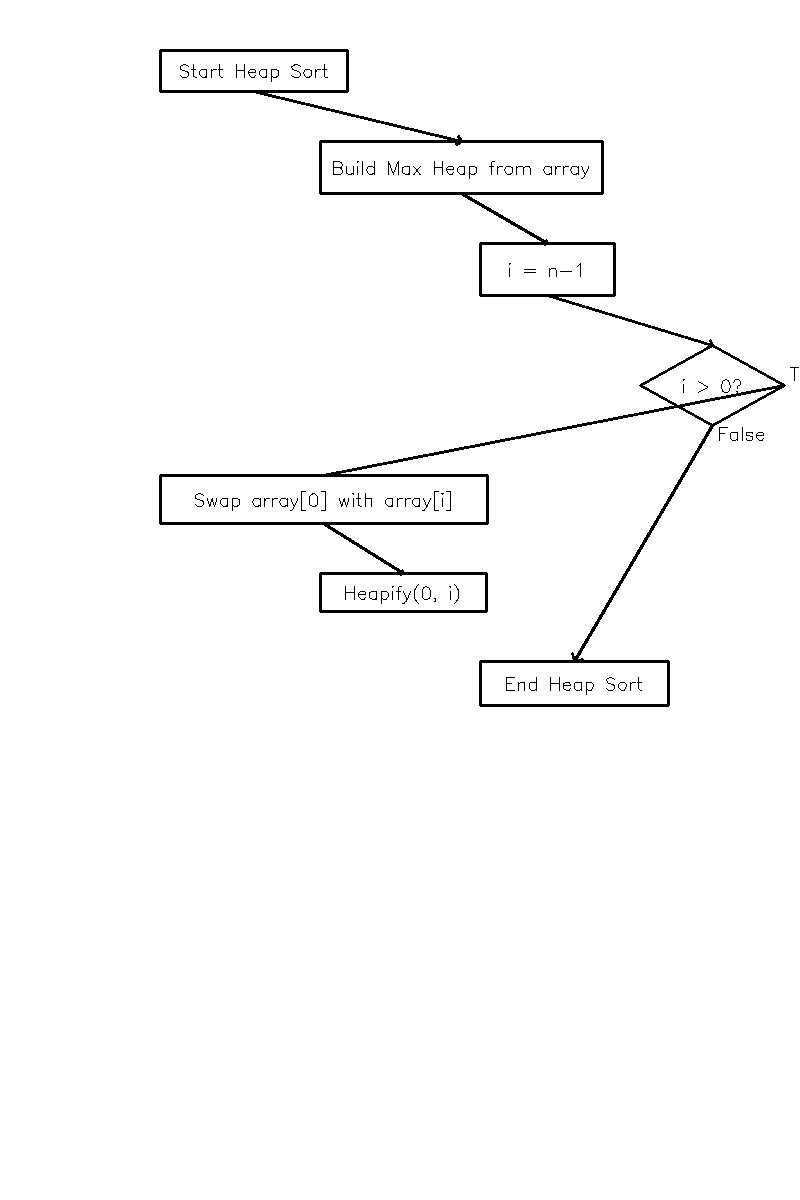 Start Heap Sort
Build Max Heap from array
i = n-1
i > 0?
T
False
Swap array[0] with array[i]
Heapify(0, i)
End Heap Sort